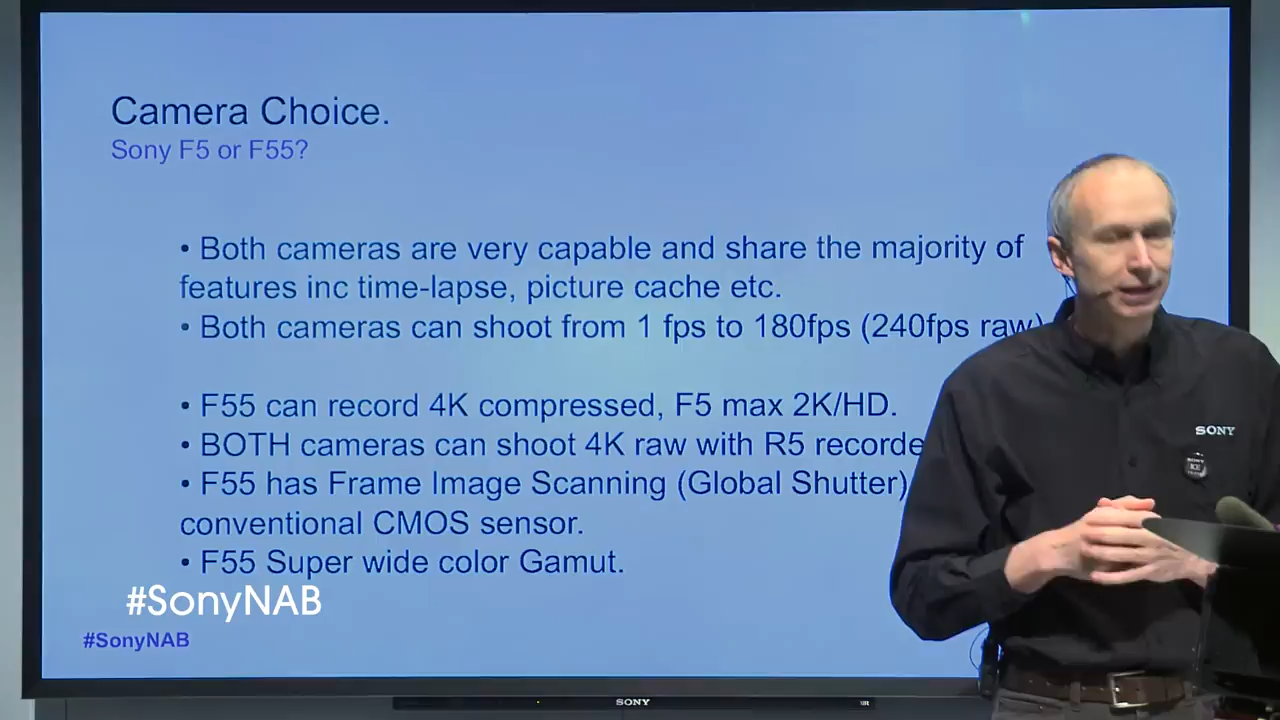 Camera Choice.
Sony F5 or F55?
• Both cameras are very capable and share the majority of
features inc time-lapse, picture cache etc.
• Both cameras can shoot from 1 fps to 180fps (240fps raw)
• F55 can record 4K compressed, F5 max 2K/HD.
• BOTH cameras can shoot 4K raw with R5
• F55 has Frame Image Scanning (Global Shutter)
conventional CMOS sensor.
• F55 Super wide color Gamut.
#SonyNAB
#SonyNAB
SONY
SONY
SONY